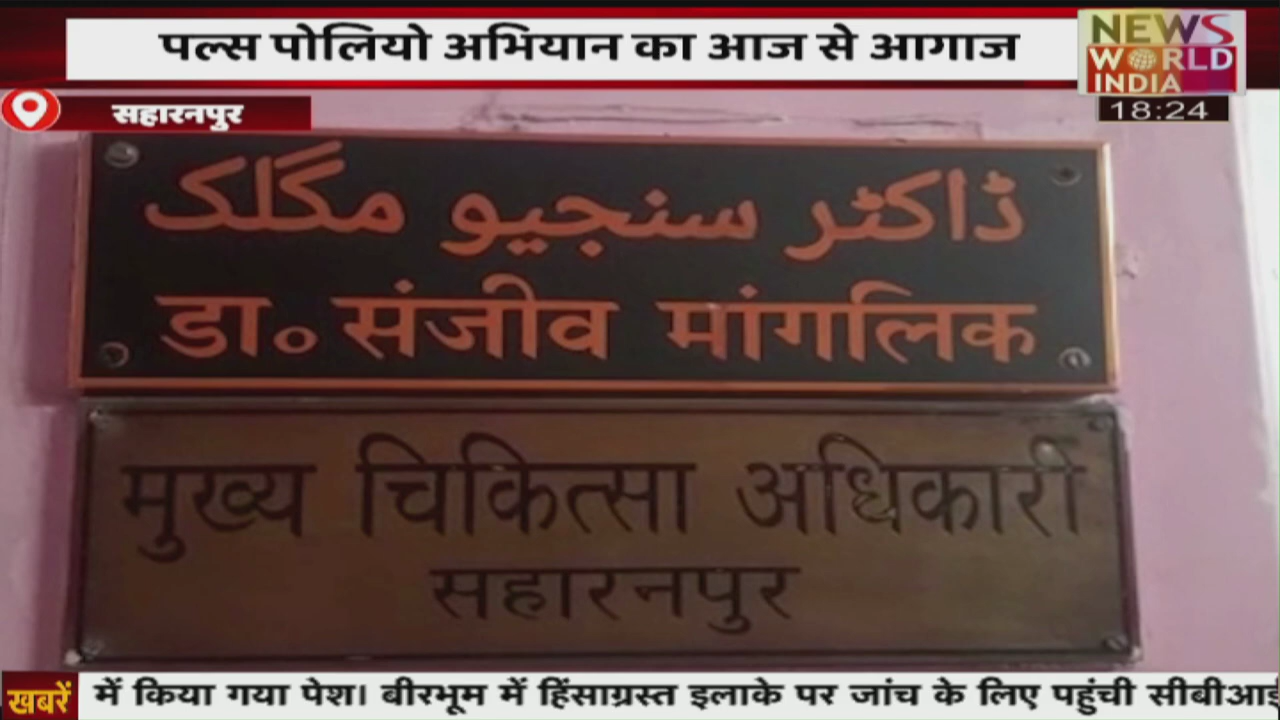 पल्स पोलियो अभियान का आज से आगाज
NEWS
WORLD
INDIA
18:24
सहारनपुर
ڈاکٹر سنجیو مگلک
डा० संजीव मांगलिक
मुख्य चिकित्सा अधिकारी
सहारनपुर
खबरें
में किया गया पेश। बीरभूम में हिंसाग्रस्त इलाके पर जांच के लिए पहुंची सीबीआई